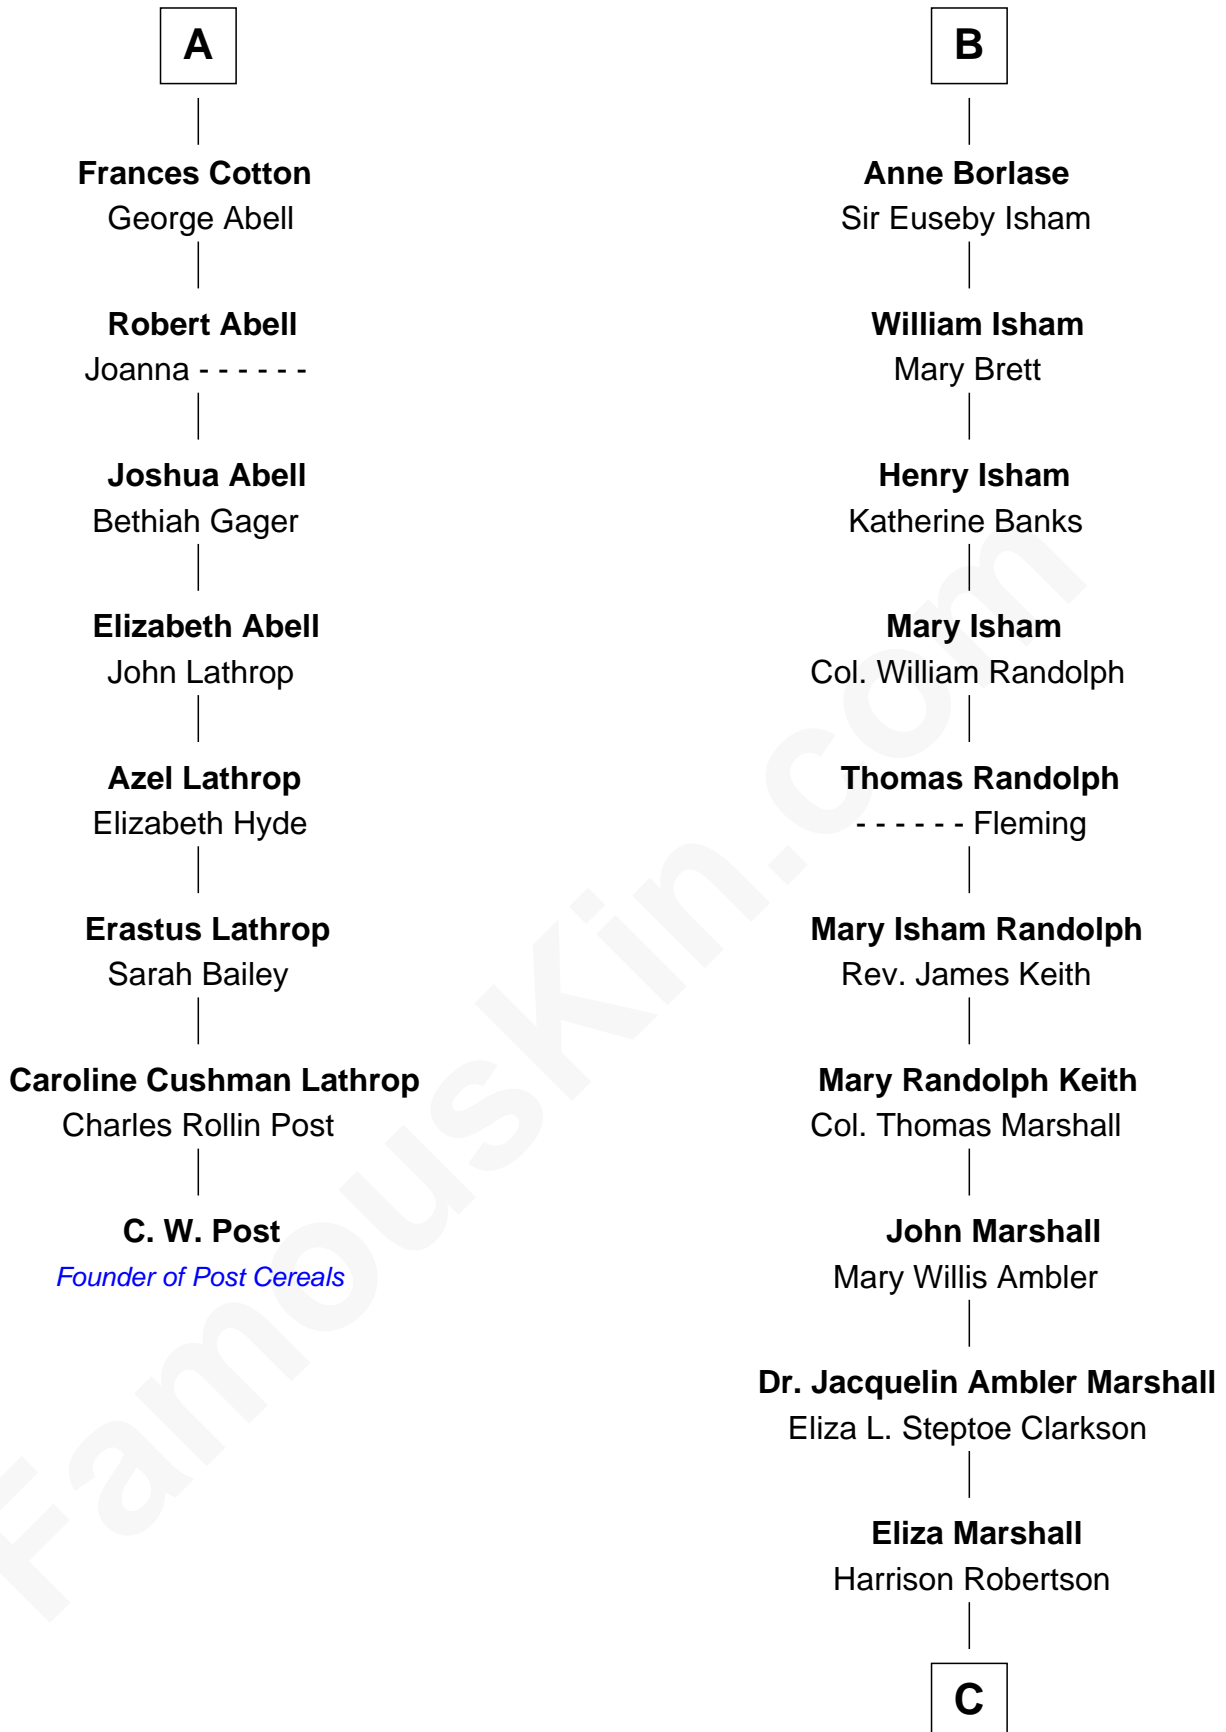 A
Frances Cotton
George Abell
Robert Abell
Joanna - - - - - -
Joshua Abell
Bethiah Gager
Elizabeth Abell
John Lathrop
Azel Lathrop
Elizabeth Hyde
Erastus Lathrop
Sarah Bailey
Caroline Cushman Lathrop
Charles Rollin Post
C. W. Post
Founder of Post Cereals
B
Anne Borlase
Sir Euseby Isham
William Isham
Mary Brett
Henry Isham
Katherine Banks
Mary Isham
Col. William Randolph
Thomas Randolph
- - - - - - Fleming
Mary Isham Randolph
Rev. James Keith
Mary Randolph Keith
Col. Thomas Marshall
John Marshall
Mary Willis Ambler
Dr. Jacquelin Ambler Marshall
Eliza L. Steptoe Clarkson
Eliza Marshall
Harrison Robertson
C
FamousKin.com